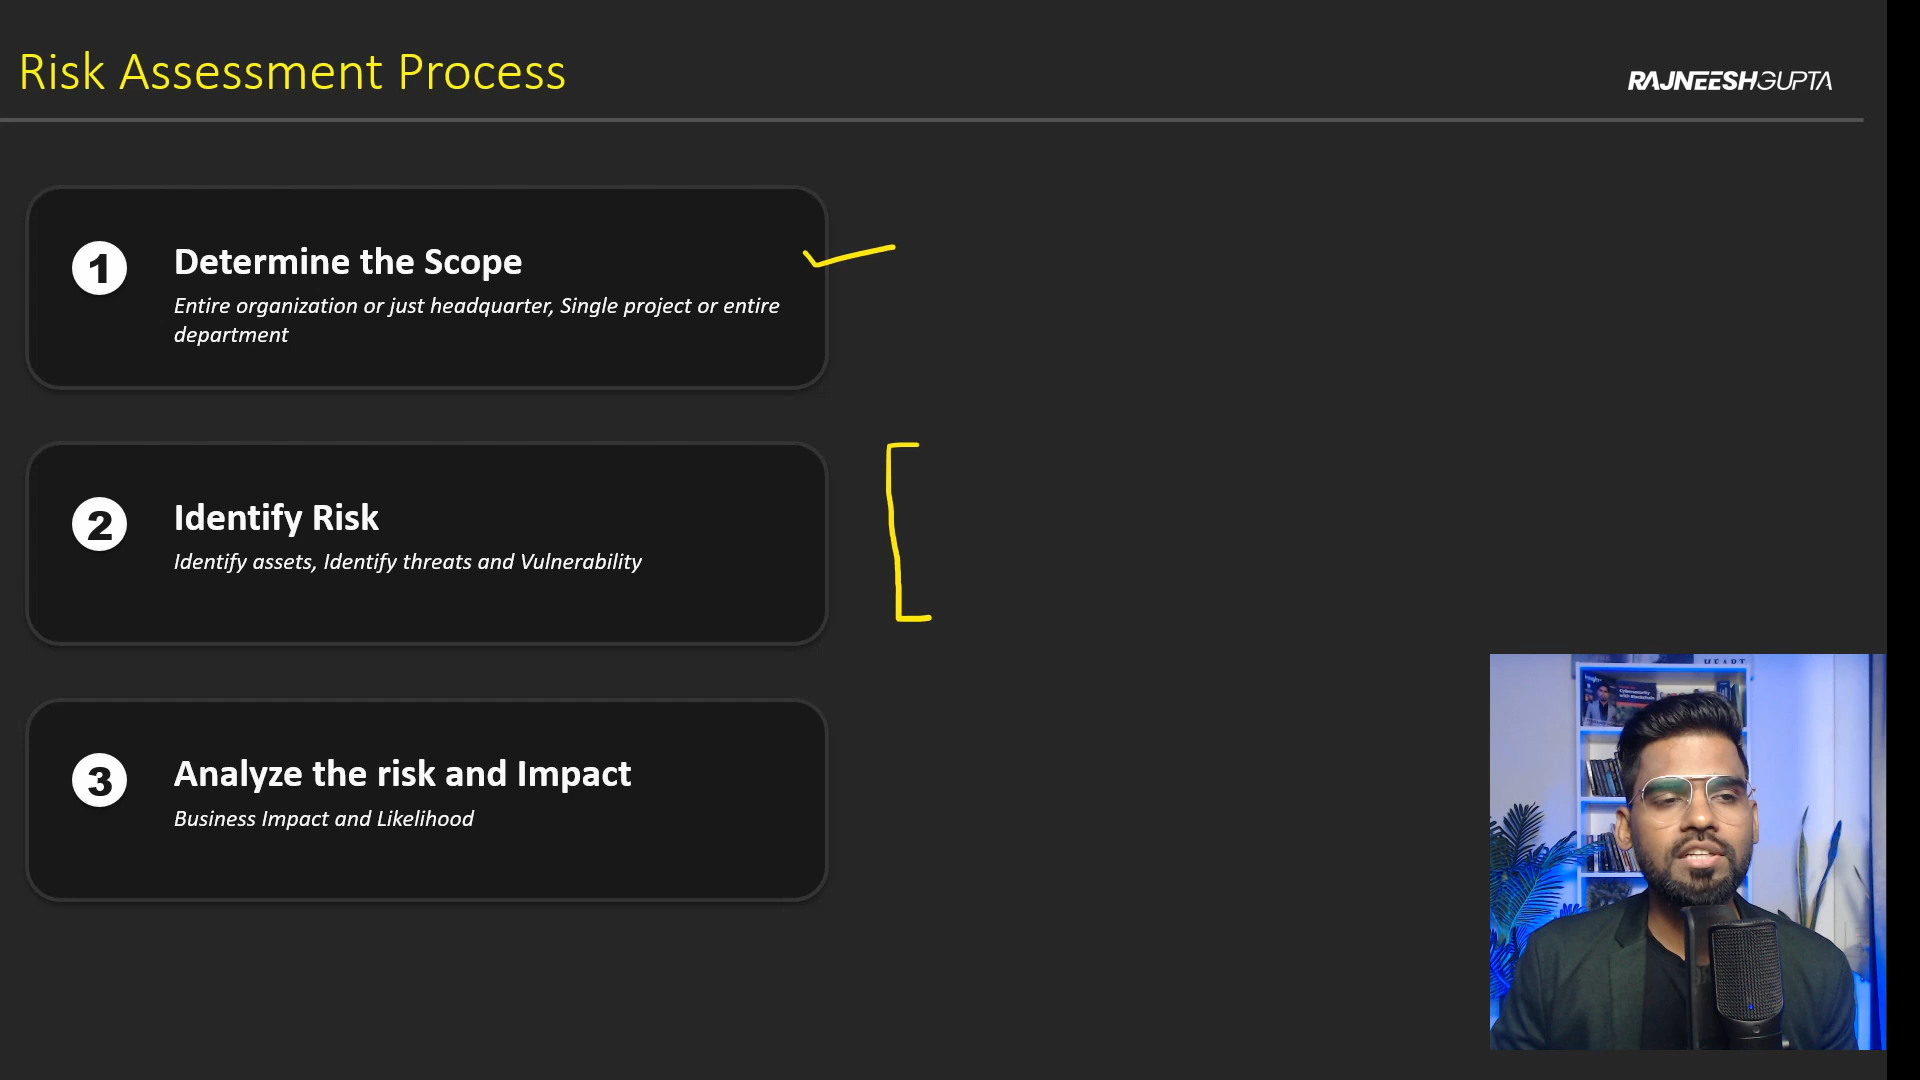 Risk Assessment Process
RAJNEESHGUPTA
1
Determine the Scope
Entire organization or just headquarter, Single project or entire
department
2
Identify Risk
Identify assets, Identify threats and Vulnerability
3
Analyze the risk and Impact
Business Impact and Likelihood
HEART